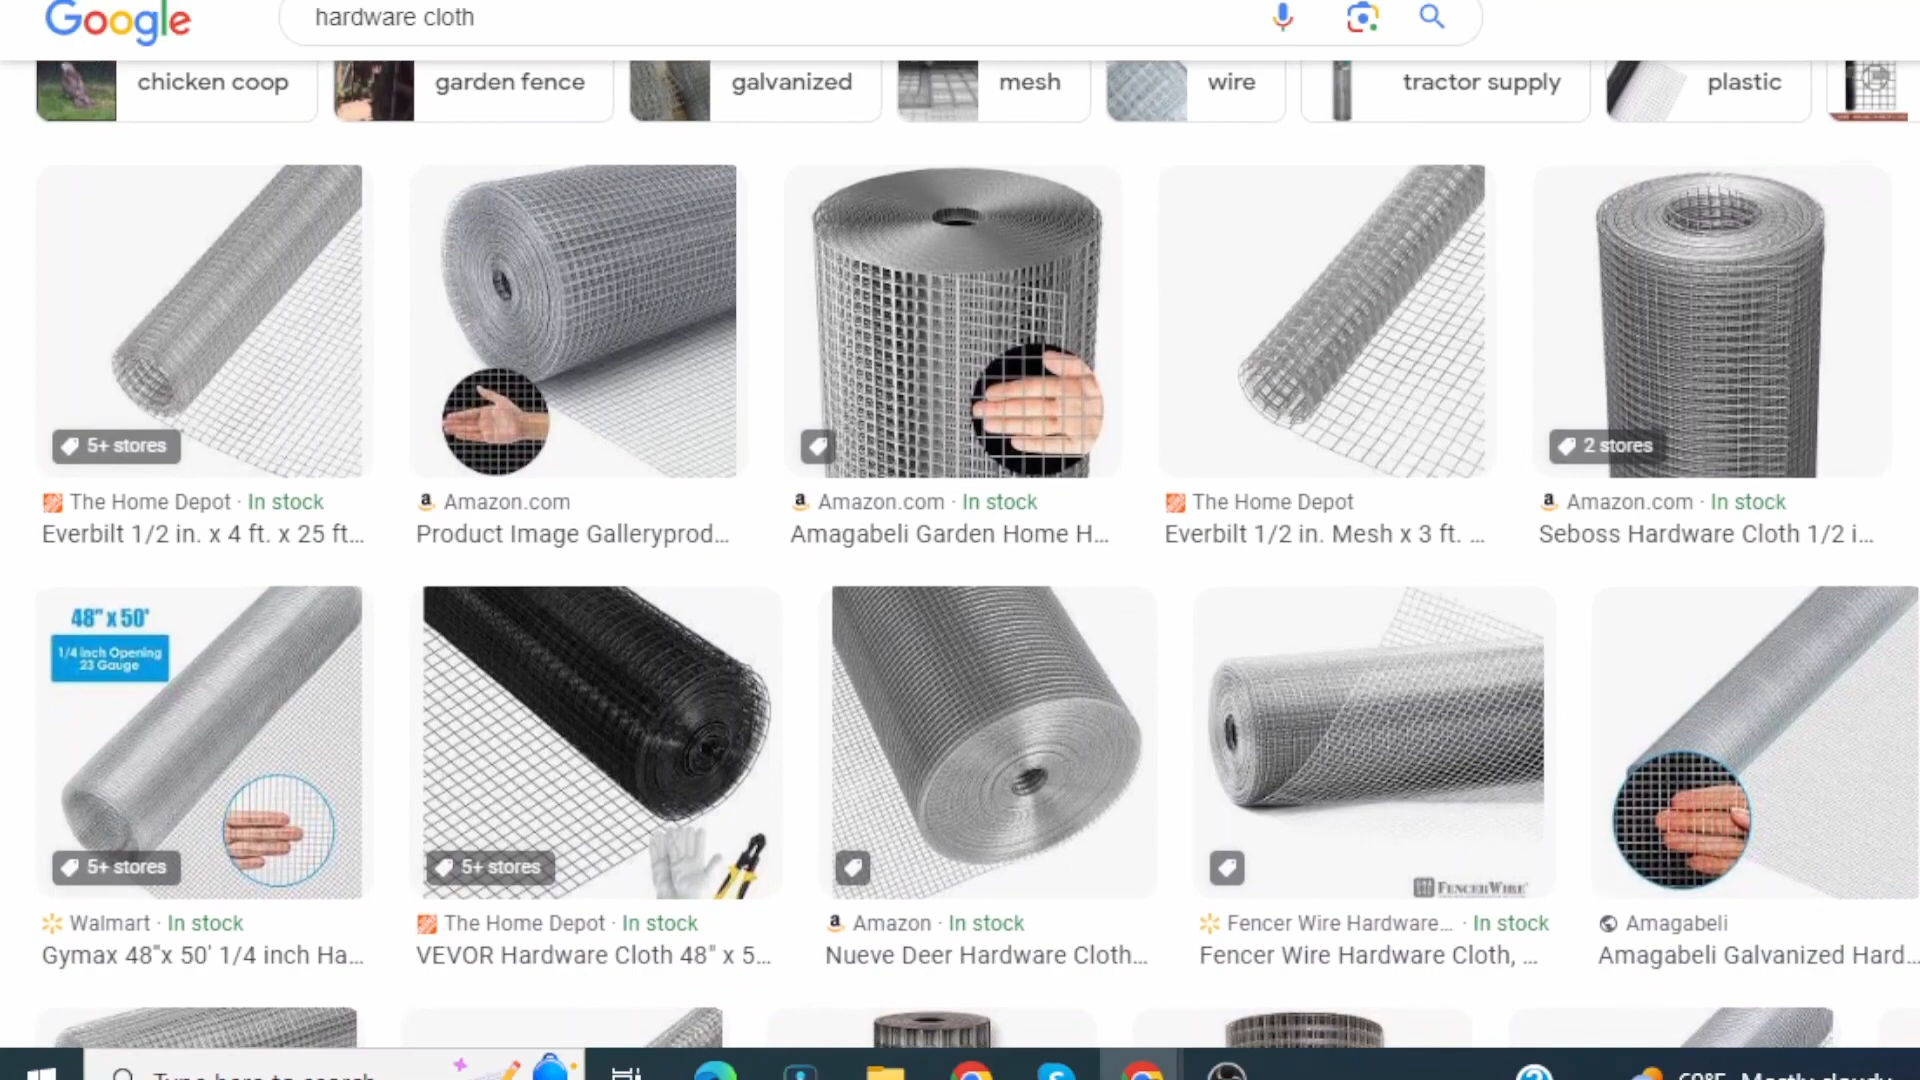 Google
hardware cloth
chicken coop
garden fence
galvanized
mesh
wire
tractor supply
plastic
5+ stores
2 stores
The Home Depot · In stock
Everbilt 1/2 in. x 4 ft. x 25 ft...
Amazon.com
Product Image Galleryprod...
Amazon.com · In stock
Amagabeli Garden Home H...
The Home Depot
Everbilt 1/2 in. Mesh x 3 ft. ...
Amazon.com · In stock
Seboss Hardware Cloth 1/2 i...
48" x 50'
1/4 Inch Opening
23 Gauge
5+ stores
5+ stores
FENCERWIRE
Walmart · In stock
Gymax 48"x 50' 1/4 inch Ha...
The Home Depot · In stock
VEVOR Hardware Cloth 48" x 5...
Amazon · In stock
Nueve Deer Hardware Cloth...
Fencer Wire Hardware... · In stock
Fencer Wire Hardware Cloth, ...
Amagabeli
Amagabeli Galvanized Hard...
Type here to search
Mostly cloudy